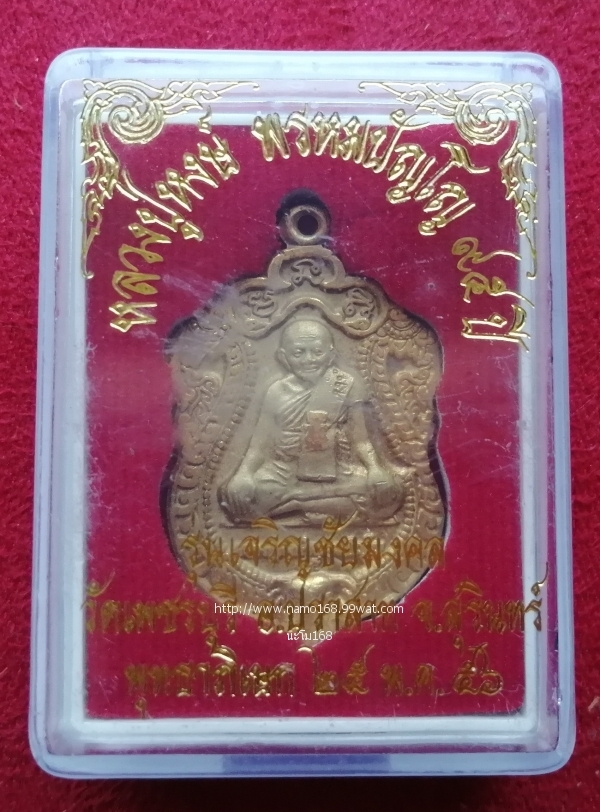 หลวงปู่หงษ์ พรหมปัญโญ ๙๕ ปี
รุ่น เจริญชัยมงคล
วัดเพชรบุรี อ.ปราสาท จ.สุรินทร์
http://www.namo168.99wat.com/
นะโม168
พุทธาภิเษก ๒๕ พ.ค. ๕๖